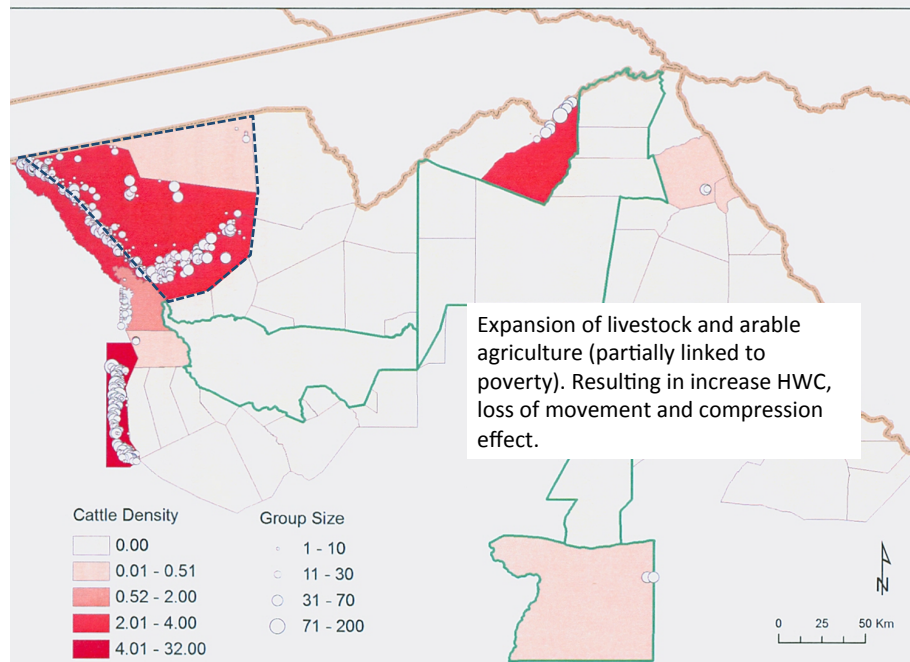 Expansion of livestock and arable
agriculture (partially linked to
poverty). Resulting in increase HWC,
loss of movement and compression
effect.
Cattle Density
0.00
0.01 - 0.51
0.52 - 2.00
2.01 - 4.00
4.01 - 32.00
Group Size
1 - 10
11 - 30
31 - 70
71 - 200
N
0 25 50 Km